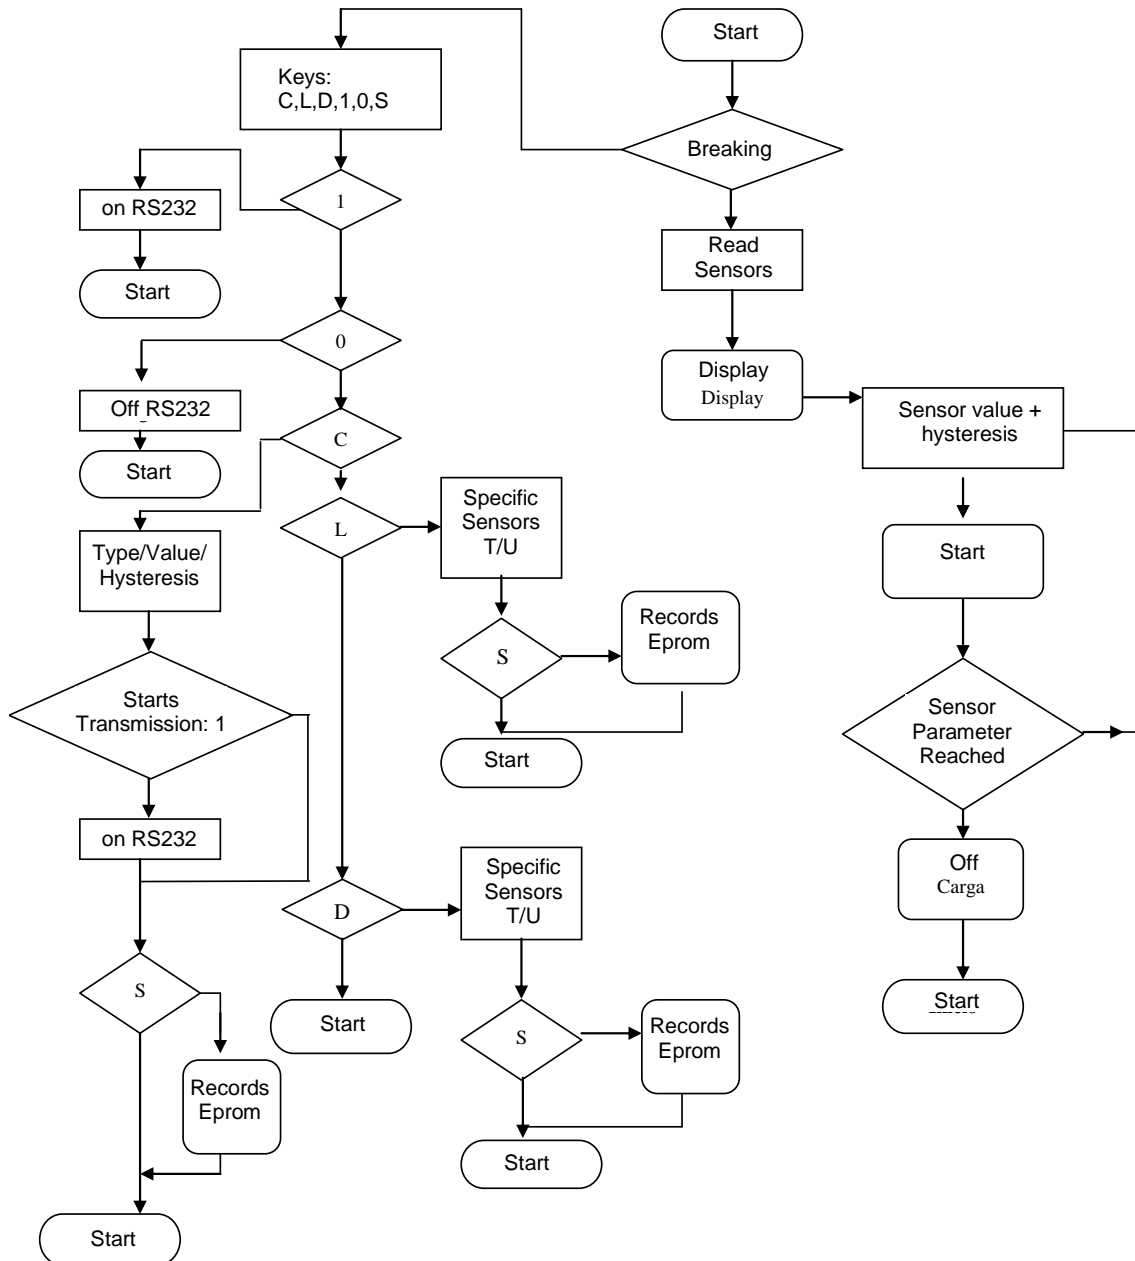 Start
Keys:
C,L,D,1,0,S
Breaking
1
on RS232
Read
Sensors
Start
0
Display
Display
Off RS232
Sensor value +
hysteresis
C
Start
Specific
Sensors
T/U
L
Type/Value/
Hysteresis
Start
Records
Eprom
S
Starts
Transmission: 1
Sensor
Parameter
Reached
Start
on RS232
Specific
Sensors
T/U
Off
Carga
D
S
Start
Start
Records
Eprom
S
Records
Eprom
Start
Start